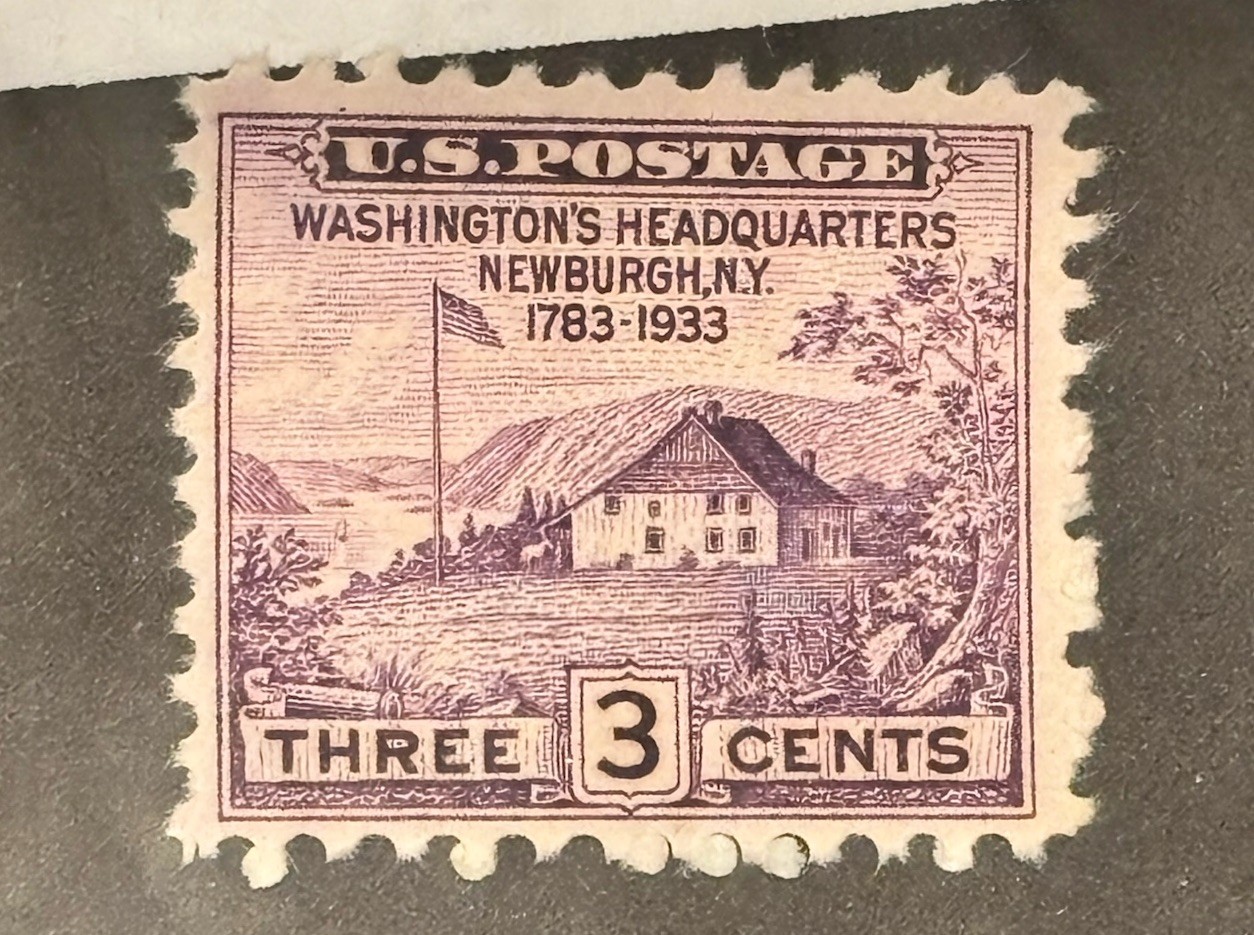 U.S. POSTAGE
WASHINGTON'S HEADQUARTERS
NEWBURGH, N.Y.
1783-1933
THREE 3 CENTS